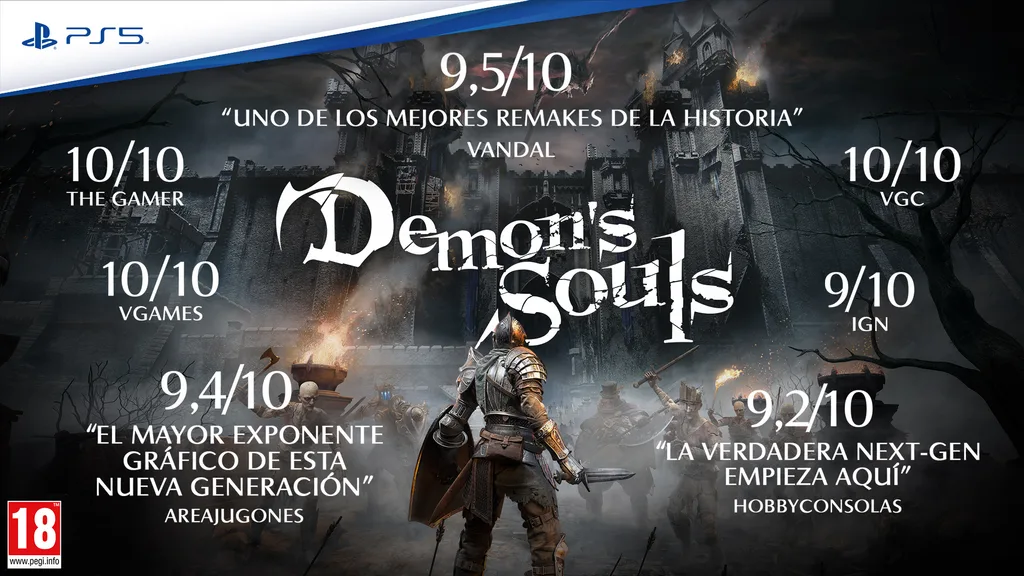 PS5
9,5/10
“UNO DE LOS MEJORES REMAKES DE LA HISTORIA”
VANDAL
10/10
THE GAMER
10/10
VGC
Demon's
Souls
10/10
VGAMES
9/10
IGN
9,4/10
“EL MAYOR EXPONENTE
GRÁFICO DE ESTA
NUEVA GENERACIÓN”
AREAJUGONES
9,2/10
“LA VERDADERA NEXT-GEN
EMPIEZA AQUÍ”
HOBBYCONSOLAS
18
www.pegi.info